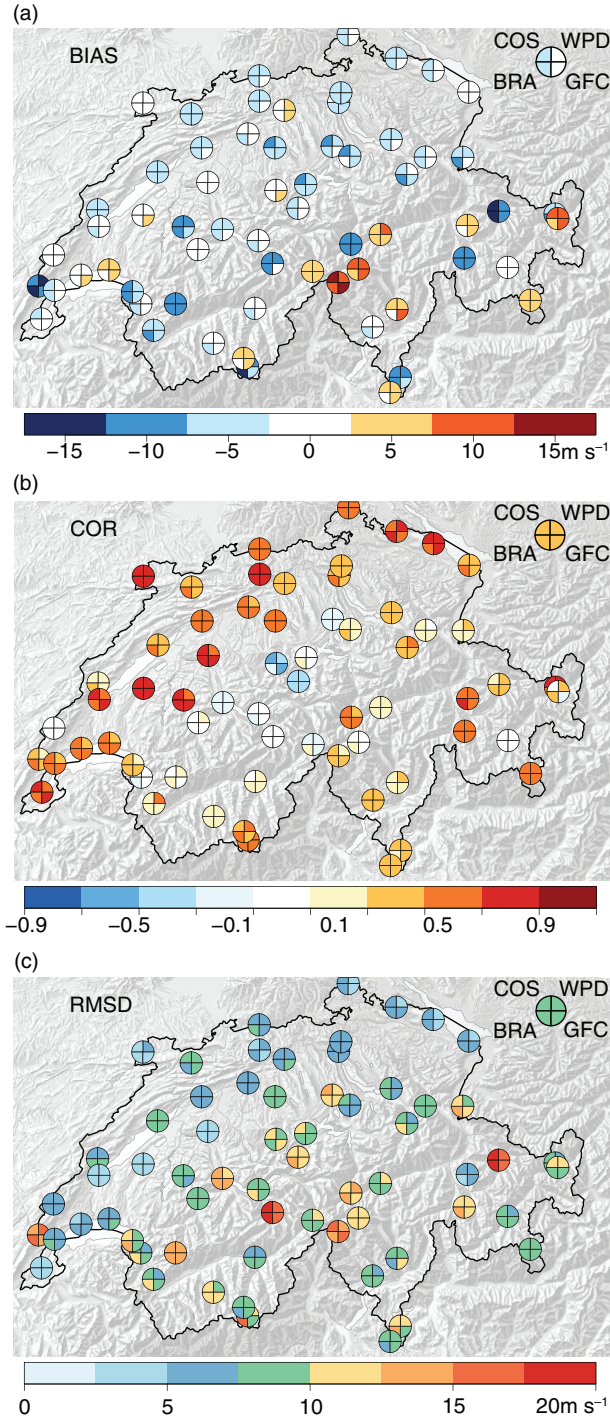 (a)
BIAS
COS WPD
BRA GFC
−15 −10 −5 0 5 10 15m s⁻¹
(b)
COR
COS WPD
BRA GFC
−0.9 −0.5 −0.1 0.1 0.5 0.9
(c)
RMSD
COS WPD
BRA GFC
0 5 10 15 20m s⁻¹